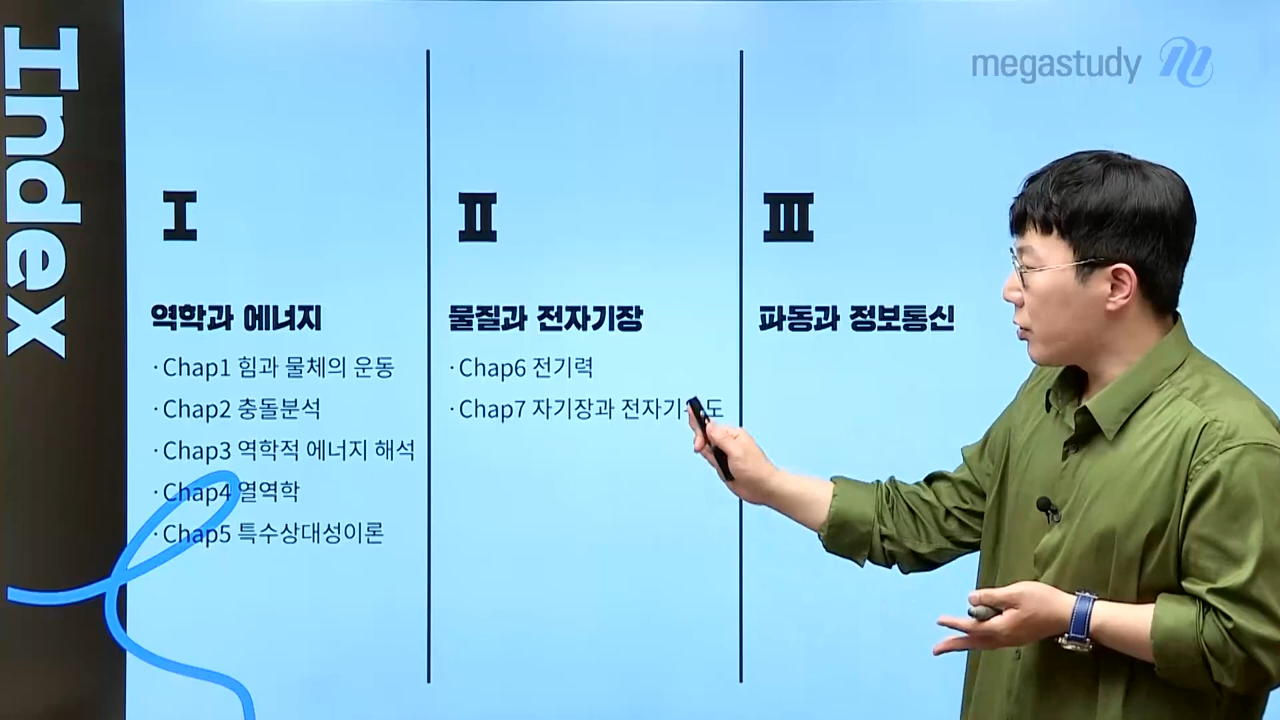 Index
megastudy
I
역학과 에너지
·Chap1 힘과 물체의 운동
·Chap2 충돌분석
·Chap3 역학적 에너지 해석
·Chap4 열역학
·Chap5 특수상대성이론
II
물질과 전자기장
·Chap6 전기력
·Chap7 자기장과
III
파동과 정보통신